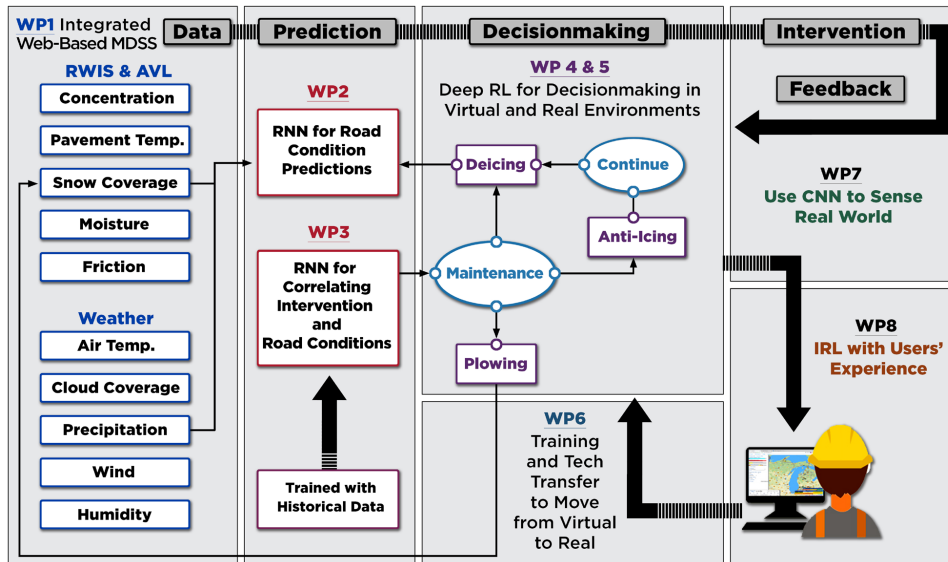 WP1 Integrated
Web-Based MDSS
Data
Prediction
Decisionmaking
Intervention
RWIS & AVL
Concentration
Pavement Temp.
Snow Coverage
Moisture
Friction
Weather
Air Temp.
Cloud Coverage
Precipitation
Wind
Humidity
WP2
RNN for Road
Condition
Predictions
WP3
RNN for
Correlating
Intervention
and
Road Conditions
Trained with
Historical Data
WP 4 & 5
Deep RL for Decisionmaking in
Virtual and Real Environments
Deicing
Continue
Anti-Icing
Maintenance
Plowing
WP6
Training
and Tech
Transfer
to Move
from Virtual
to Real
Feedback
WP7
Use CNN to Sense
Real World
WP8
IRL with Users’
Experience